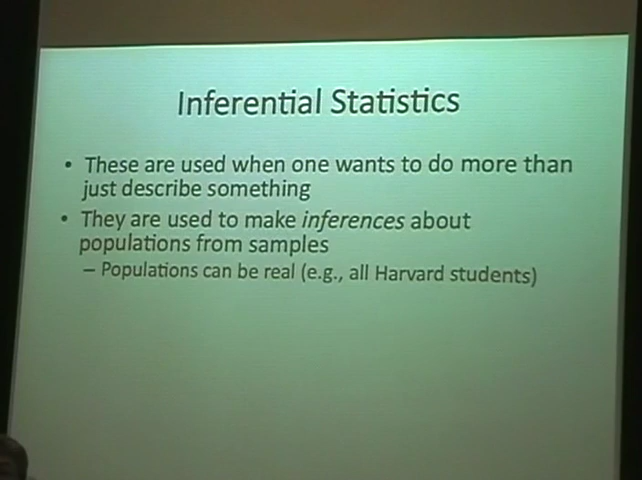 Inferential Statistics
• These are used when one wants to do more than
just describe something
• They are used to make inferences about
populations from samples
– Populations can be real (e.g., all Harvard students)